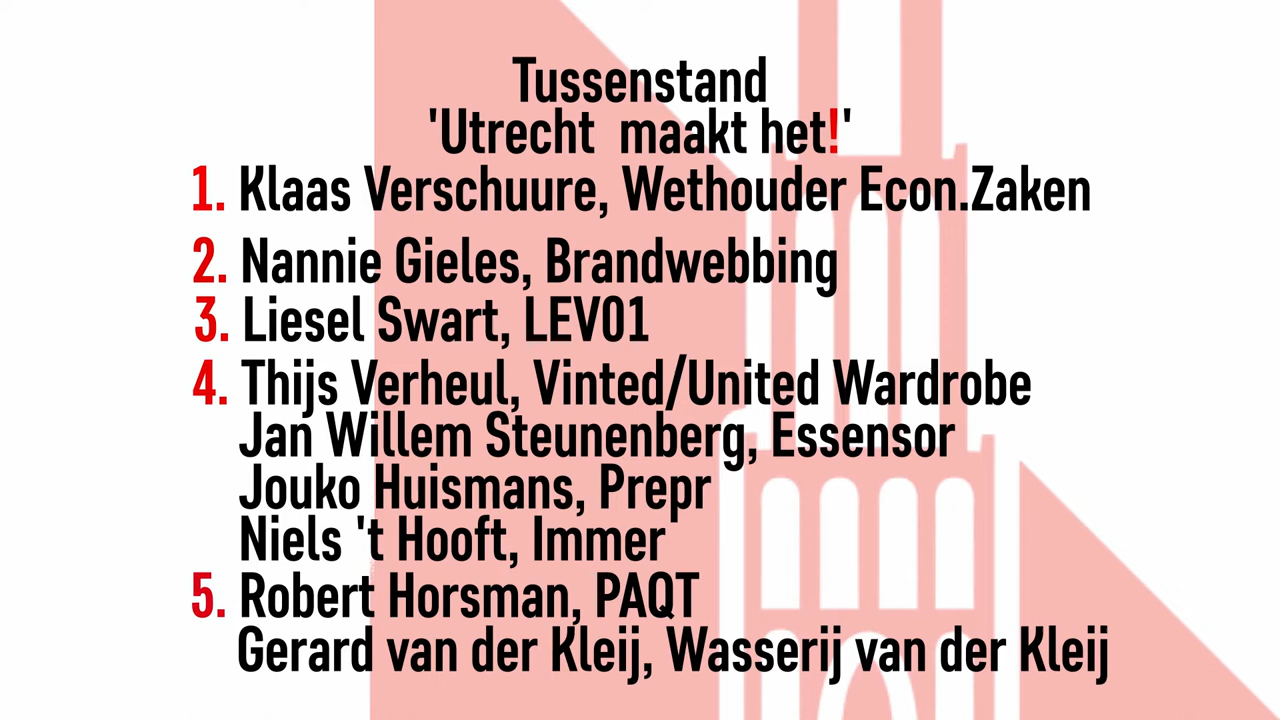 Tussenstand
'Utrecht maakt het!'
1. Klaas Verschuure, Wethouder Econ.Zaken
2. Nannie Gieles, Brandwebbing
3. Liesel Swart, LEV01
4. Thijs Verheul, Vinted/United Wardrobe
Jan Willem Steunenberg, Essensor
Jouko Huismans, Prepr
Niels 't Hooft, Immer
5. Robert Horsman, PAQT
Gerard van der Kleij, Wasserij van der Kleij